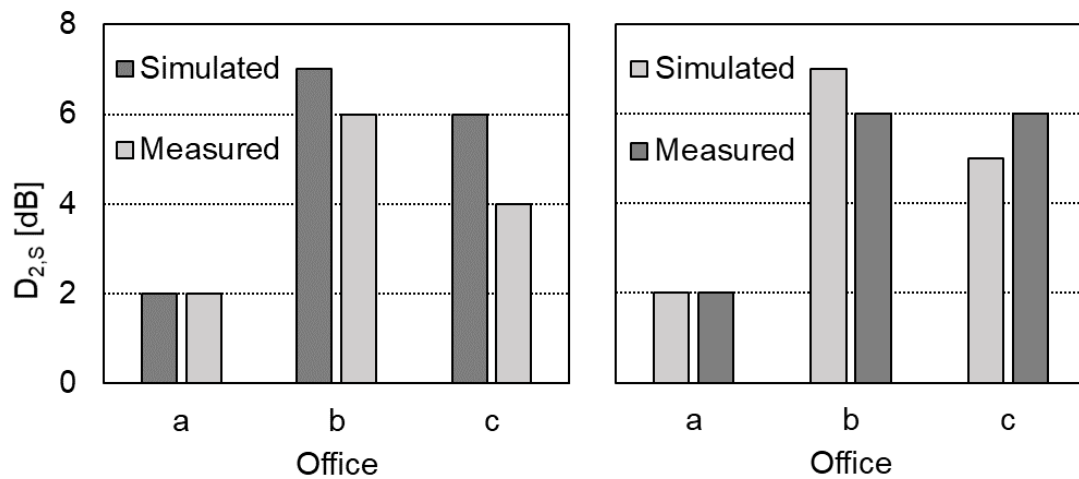 8
6
4
2
0
D2,S [dB]
Simulated
Measured
a b c
Office
Simulated
Measured
a b c
Office